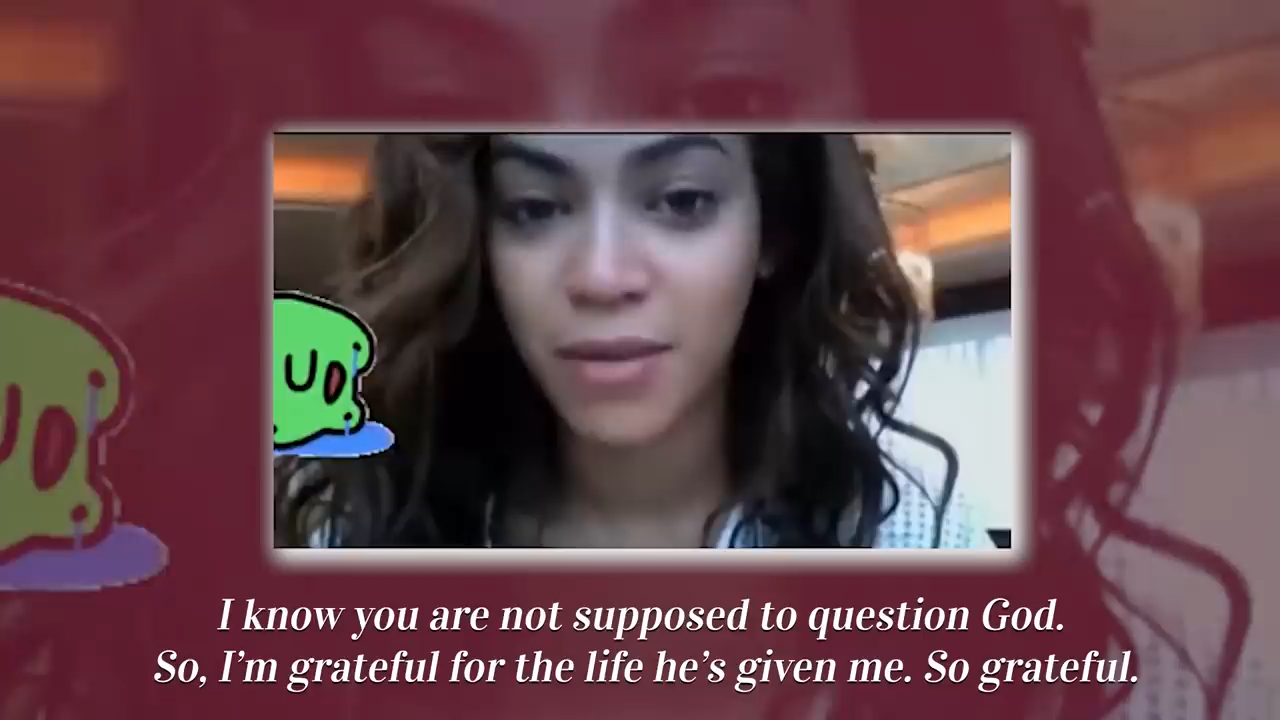 I know you are not supposed to question God.
So, I'm grateful for the life he's given me. So grateful.